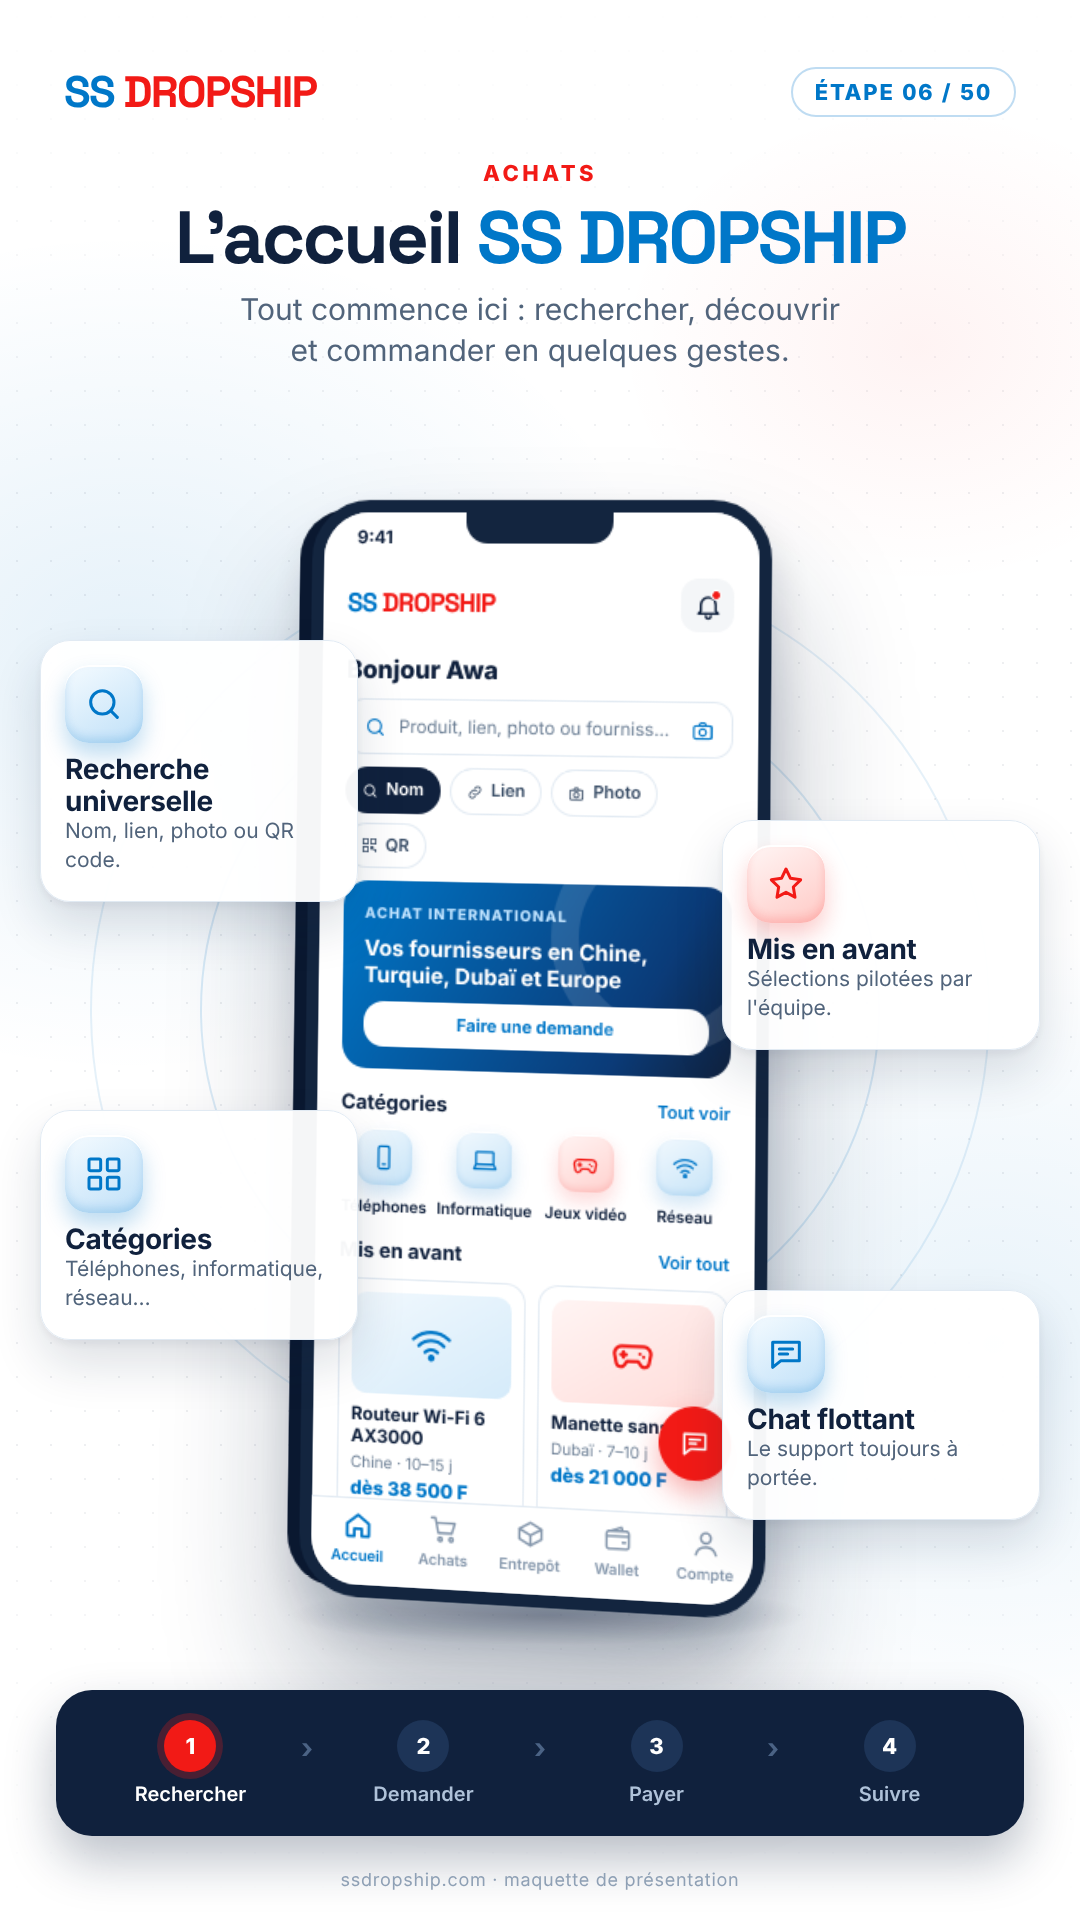 SS DROPSHIP
ÉTAPE 06 / 50
ACHATS
L’accueil SS DROPSHIP
Tout commence ici : rechercher, découvrir
et commander en quelques gestes.
9:41
SS DROPSHIP
Bonjour Awa
Produit, lien, photo ou fourniss...
Nom
Lien
Photo
QR
ACHAT INTERNATIONAL
Vos fournisseurs en Chine,
Turquie, Dubaï et Europe
Faire une demande
Catégories
Tout voir
Téléphones
Informatique
Jeux vidéo
Réseau
Mis en avant
Voir tout
Routeur Wi-Fi 6
AX3000
Chine · 10–15 j
dès 38 500 F
Manette sans
Dubaï · 7–10 j
dès 21 000 F
Accueil
Achats
Entrepôt
Wallet
Compte
Recherche
universelle
Nom, lien, photo ou QR
code.
Mis en avant
Sélections pilotées par
l'équipe.
Catégories
Téléphones, informatique,
réseau...
Chat flottant
Le support toujours à
portée.
1
Rechercher
›
2
Demander
›
3
Payer
›
4
Suivre
ssdropship.com · maquette de présentation